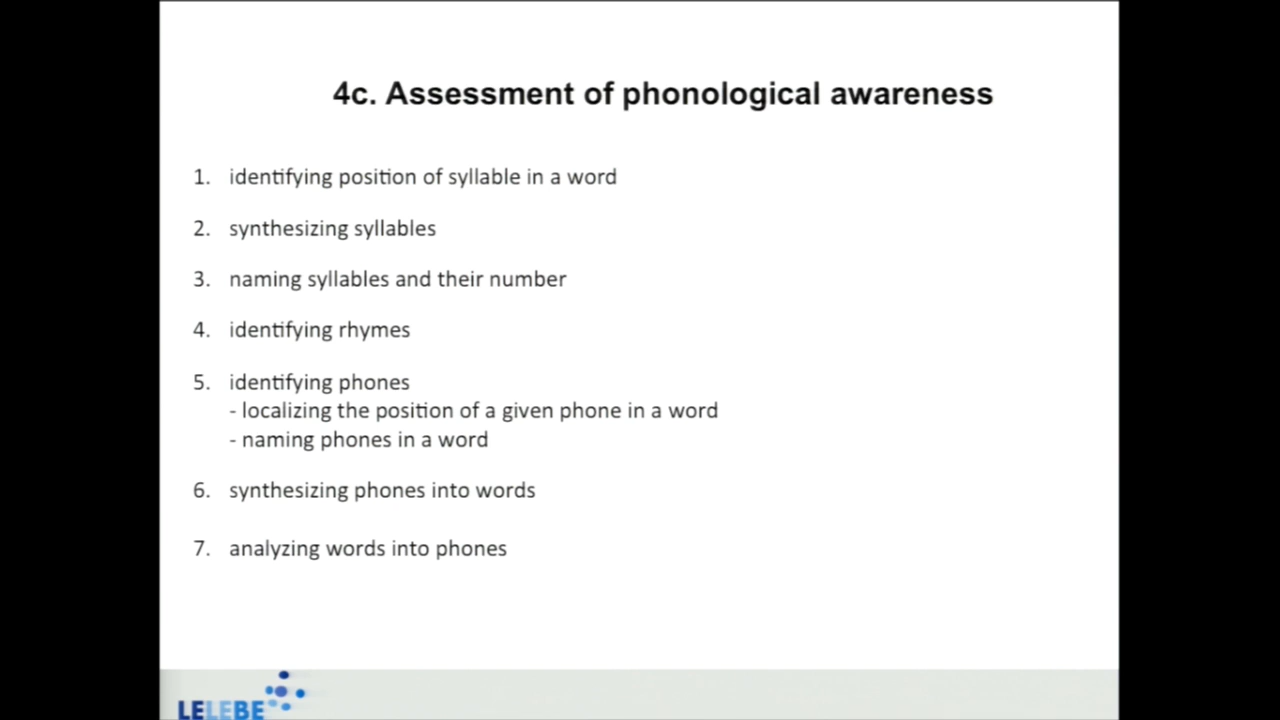 4c. Assessment of phonological awareness
1. identifying position of syllable in a word
2. synthesizing syllables
3. naming syllables and their number
4. identifying rhymes
5. identifying phones
- localizing the position of a given phone in a word
- naming phones in a word
6. synthesizing phones into words
7. analyzing words into phones
LELEBE